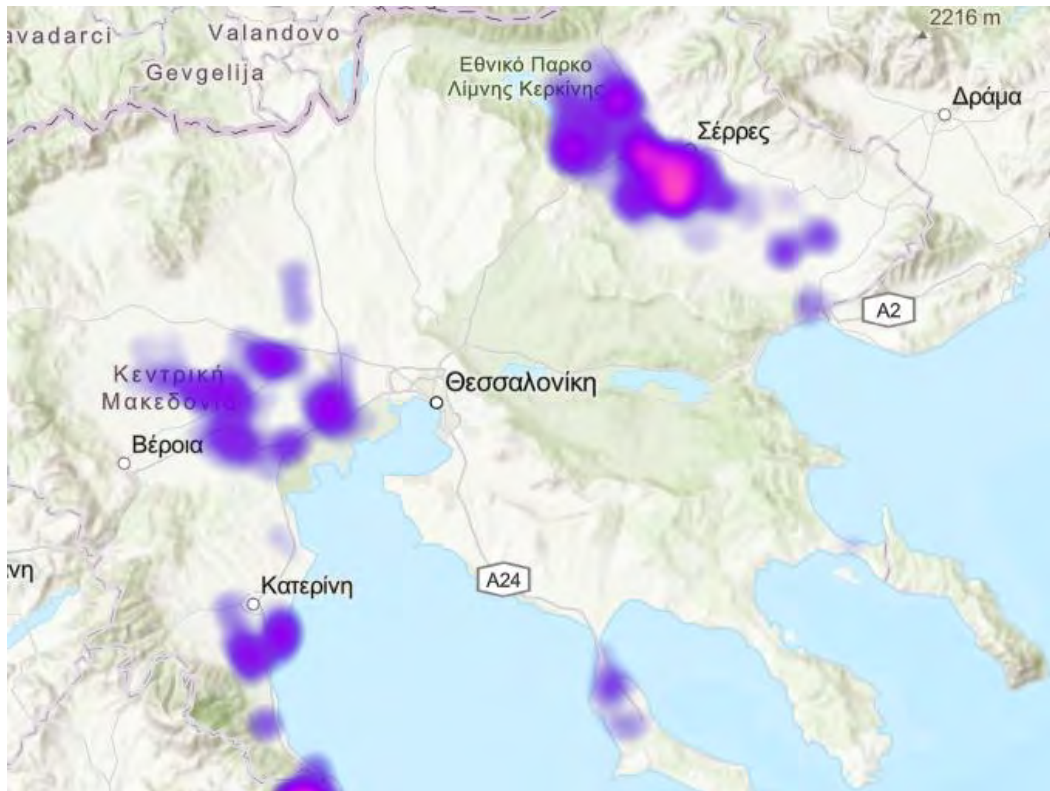 avadarci
Valandovo
2216 m
Gevgelija
Εθνικό Παρκο
Λίμνης Κερκίνης
Δράμα
Σέρρες
A2
Κεντρική
Μακεδονία
Θεσσαλονίκη
Βέροια
νη
A24
Κατερίνη